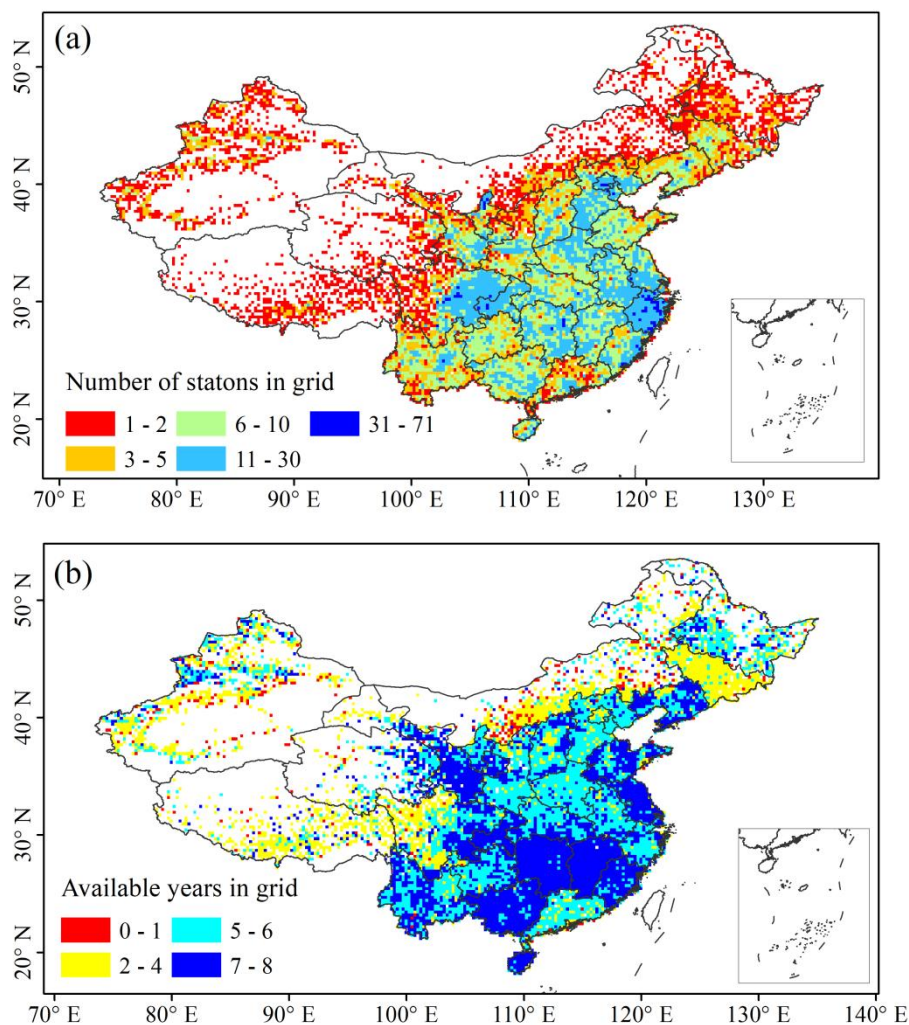 (a)
50° N
40° N
30° N
20° N
Number of statons in grid
1 - 2
6 - 10
31 - 71
3 - 5
11 - 30
70° E
80° E
90° E
100° E
110° E
120° E
130° E
(b)
50° N
40° N
30° N
20° N
Available years in grid
0 - 1
5 - 6
2 - 4
7 - 8
70° E
80° E
90° E
100° E
110° E
120° E
130° E
140° E